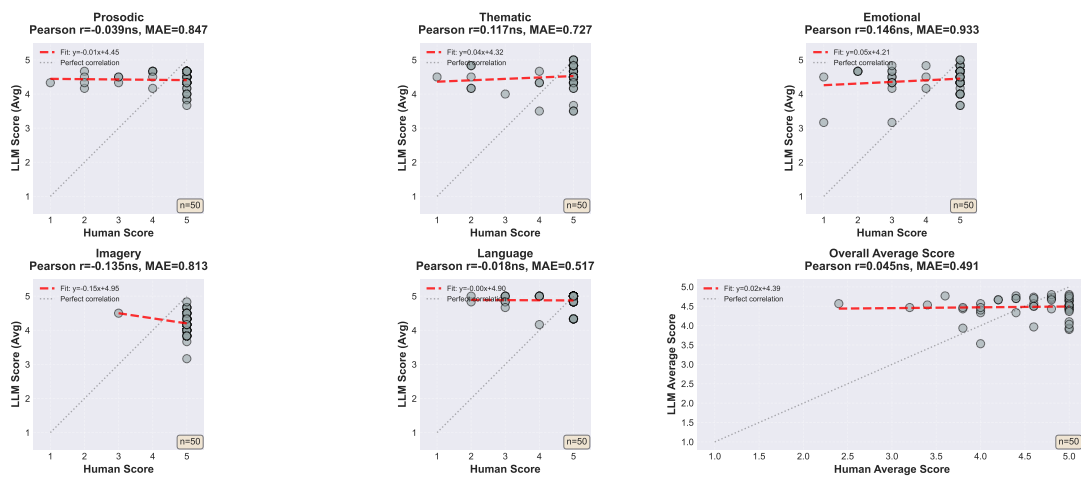 Prosodic
Pearson r=-0.039ns, MAE=0.847
Fit: y=-0.01x+4.45
Perfect correlation
5
4
3
2
1
LLM Score (Avg)
n=50
1 2 3 4 5
Human Score
Thematic
Pearson r=0.117ns, MAE=0.727
Fit: y=0.04x+4.32
Perfect correlation
5
4
3
2
1
LLM Score (Avg)
n=50
1 2 3 4 5
Human Score
Emotional
Pearson r=0.146ns, MAE=0.933
Fit: y=0.05x+4.21
Perfect correlation
5
4
3
2
1
LLM Score (Avg)
n=50
1 2 3 4 5
Human Score
Imagery
Pearson r=-0.135ns, MAE=0.813
Fit: y=-0.15x+4.95
Perfect correlation
5
4
3
2
1
LLM Score (Avg)
n=50
1 2 3 4 5
Human Score
Language
Pearson r=-0.018ns, MAE=0.517
Fit: y=-0.00x+4.90
Perfect correlation
5
4
3
2
1
LLM Score (Avg)
n=50
1 2 3 4 5
Human Score
Overall Average Score
Pearson r=0.045ns, MAE=0.491
Fit: y=0.02x+4.39
Perfect correlation
5.0
4.5
4.0
3.5
3.0
2.5
2.0
1.5
1.0
LLM Average Score
n=50
1.0 1.5 2.0 2.5 3.0 3.5 4.0 4.5 5.0
Human Average Score